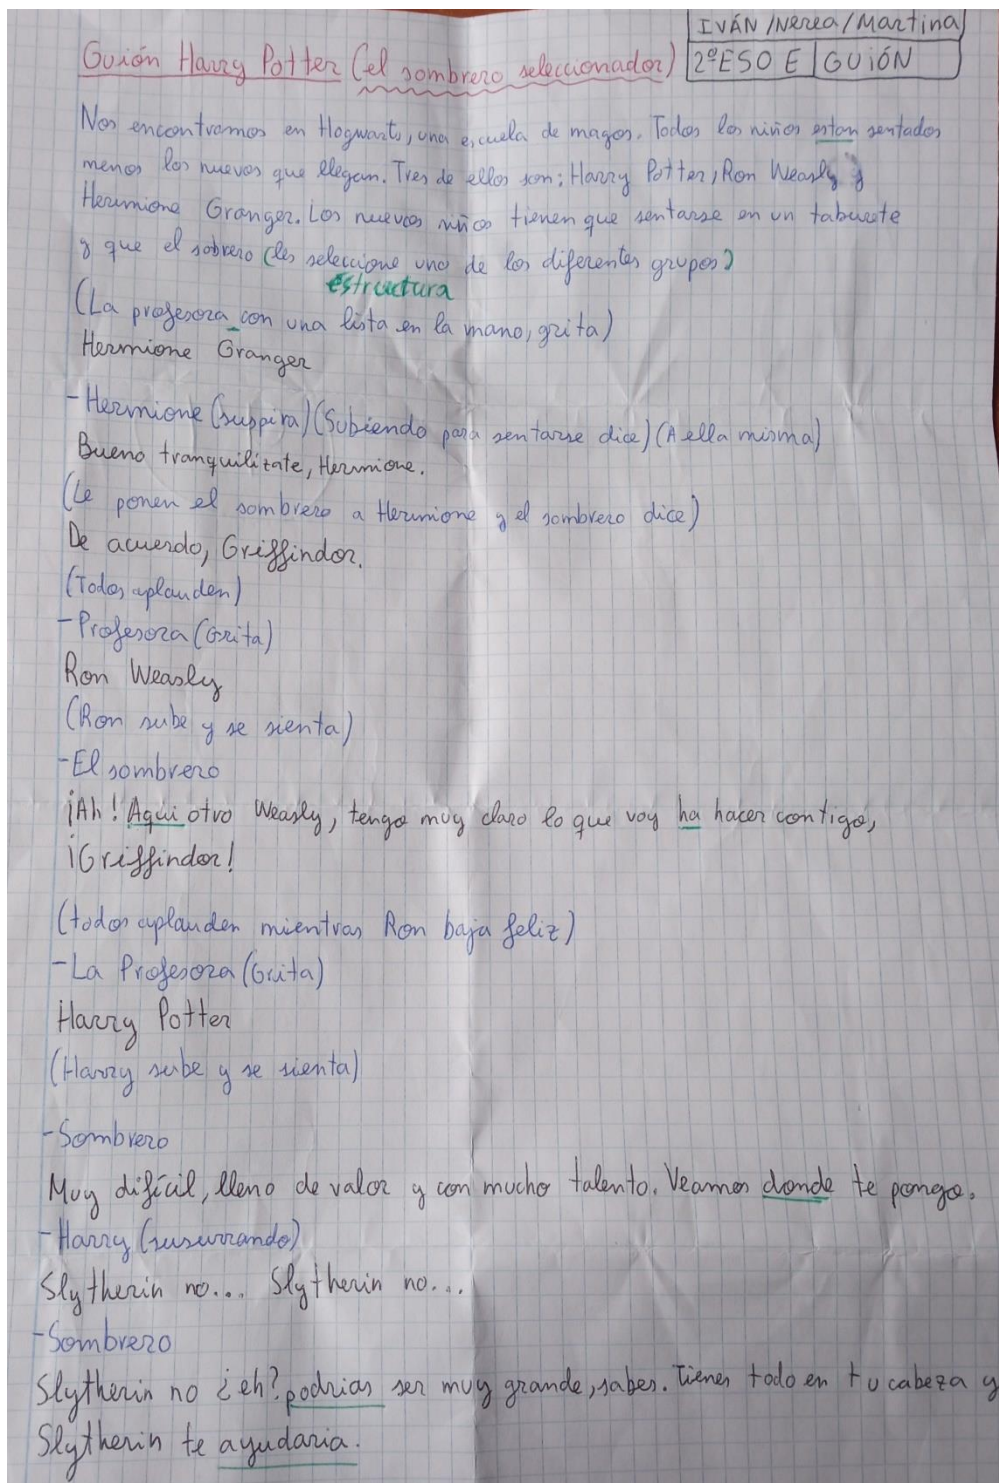 IVÁN/Nerea/Martina
Guión Harry Potter (el sombrero seleccionador)
2ºESO E GUIÓN
Nos encontramos en Hogwarts, una escuela de magos. Todos los niños estan sentados
menos los nuevos que llegan. Tres de ellos son: Harry Potter, Ron Weasly y
Hermione Granger. Los nuevos niños tienen que sentarse en un taburete
y que el sobrero (les seleccione uno de los diferentes grupos)
estructura
(La profesora con una lista en la mano, grita)
Hermione Granger
-Hermione (suspira) (Subiendo para sentarse dice) (A ella misma)
Bueno tranquilizate, Hermione.
(Le ponen el sombrero a Hermione y el sombrero dice)
De acuerdo, Griffindor.
(Todos aplauden)
-Profesora (Grita)
Ron Weasly
(Ron sube y se sienta)
-El sombrero
¡Ah! Aqui otro Weasly, tengo muy claro lo que voy ha hacer contigo,
¡Griffindor!
(todos aplauden mientras Ron baja feliz)
-La Profesora (Grita)
Harry Potter
(Harry sube y se sienta)
-Sombrero
Muy difícil, lleno de valor y con mucho talento. Veamos donde te pongo.
-Harry (susurrando)
Slytherin no... Slytherin no...
-Sombrero
Slytherin no ¿eh? podrias ser muy grande, sabes. Tienes todo en tu cabeza y
Slytherin te ayudaria.